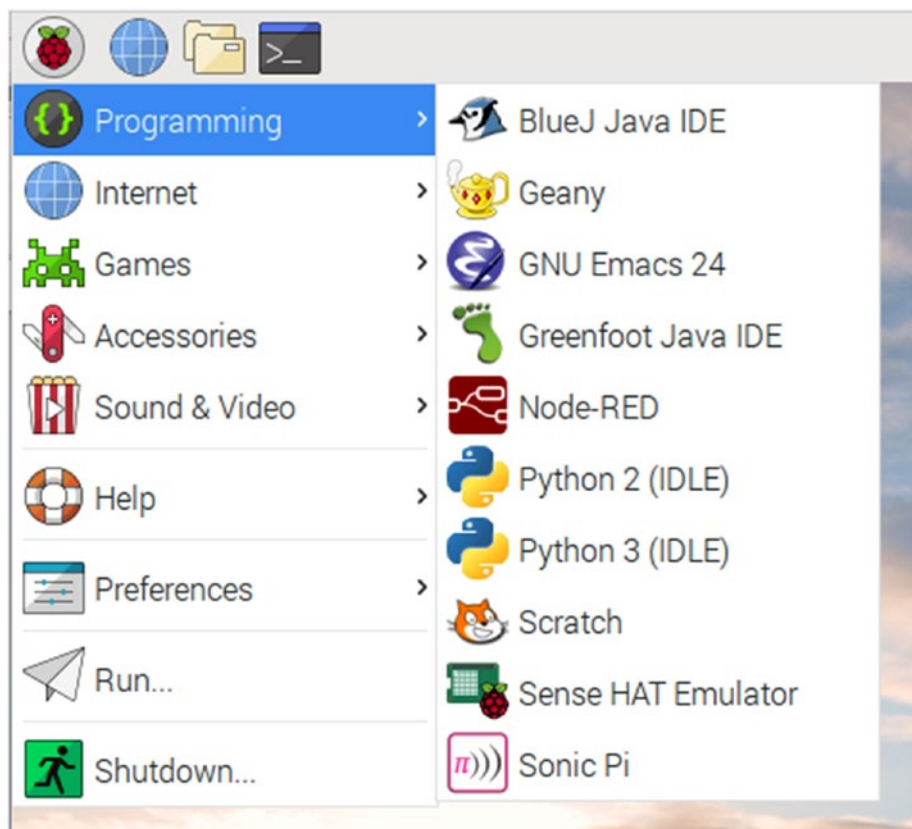 Programming
Internet
Games
Accessories
Sound & Video
Help
Preferences
Run...
Shutdown...
BlueJ Java IDE
Geany
GNU Emacs 24
Greenfoot Java IDE
Node-RED
Python 2 (IDLE)
Python 3 (IDLE)
Scratch
Sense HAT Emulator
Sonic Pi